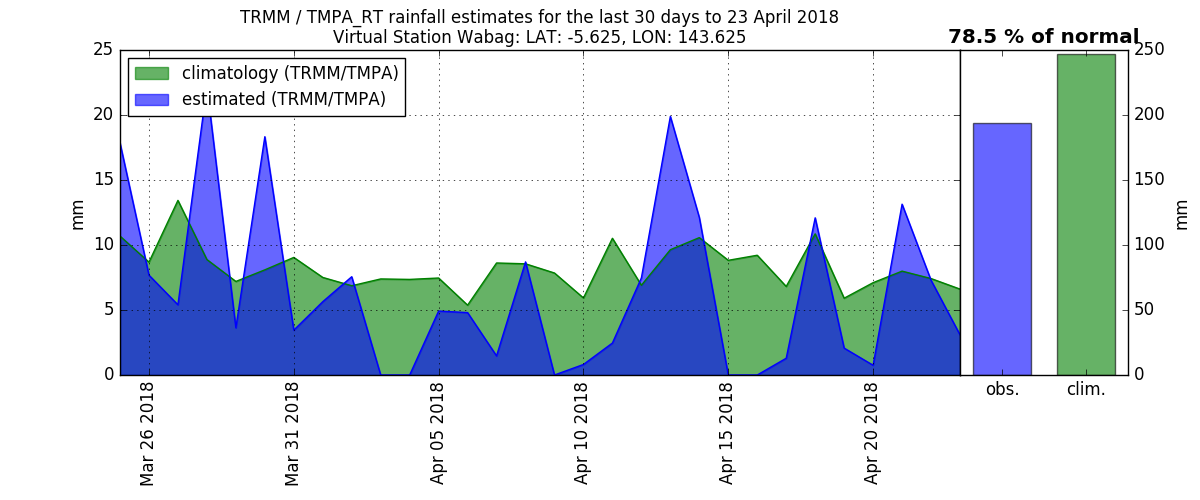 TRMM / TMPA_RT rainfall estimates for the last 30 days to 23 April 2018
Virtual Station Wabag: LAT: -5.625, LON: 143.625
78.5 % of normal
climatology (TRMM/TMPA)
estimated (TRMM/TMPA)
25
20
15
10
5
0
mm
Mar 26 2018
Mar 31 2018
Apr 05 2018
Apr 10 2018
Apr 15 2018
Apr 20 2018
250
200
150
100
50
0
mm
obs.
clim.